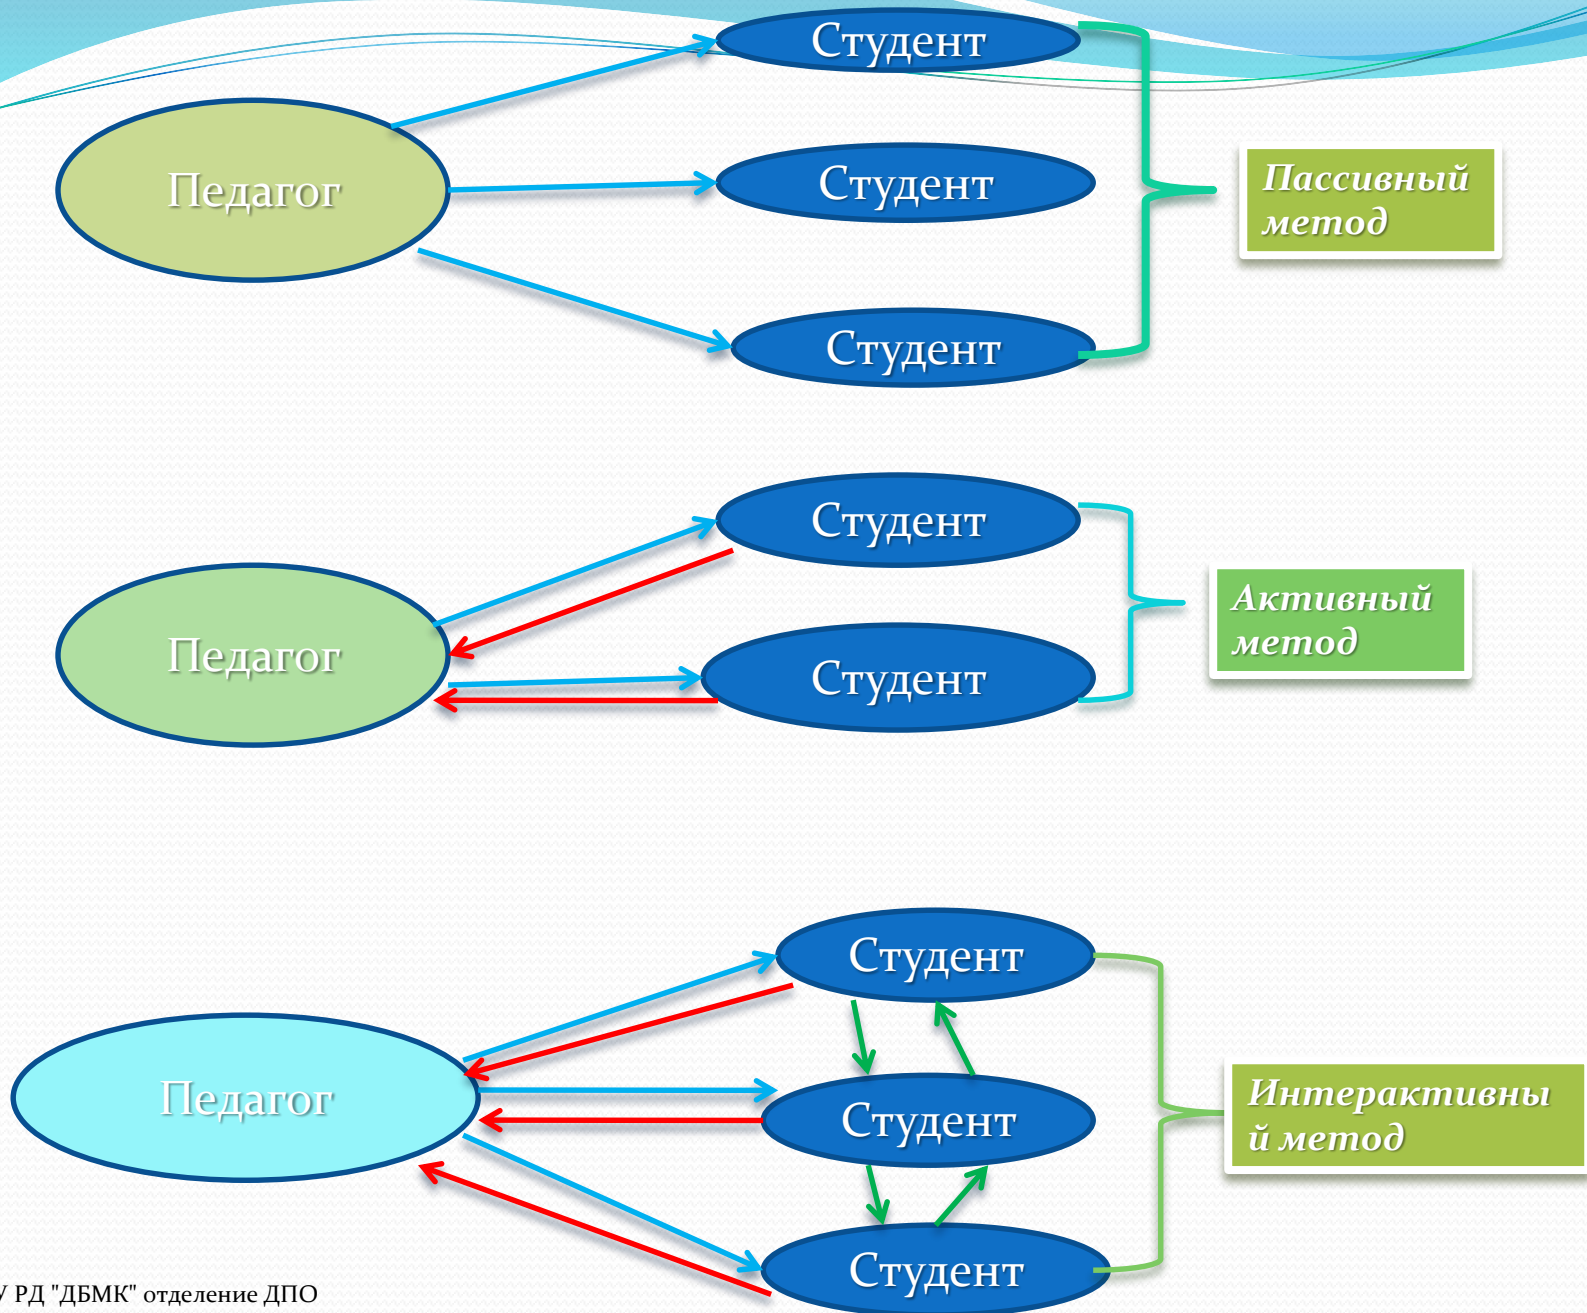 Студент
Педагог
Студент
Пассивный
метод
Студент
Студент
Активный
метод
Педагог
Студент
Студент
Педагог
Студент
Интерактивны
й метод
Студент
РД "ДБМК" отделение ДПО